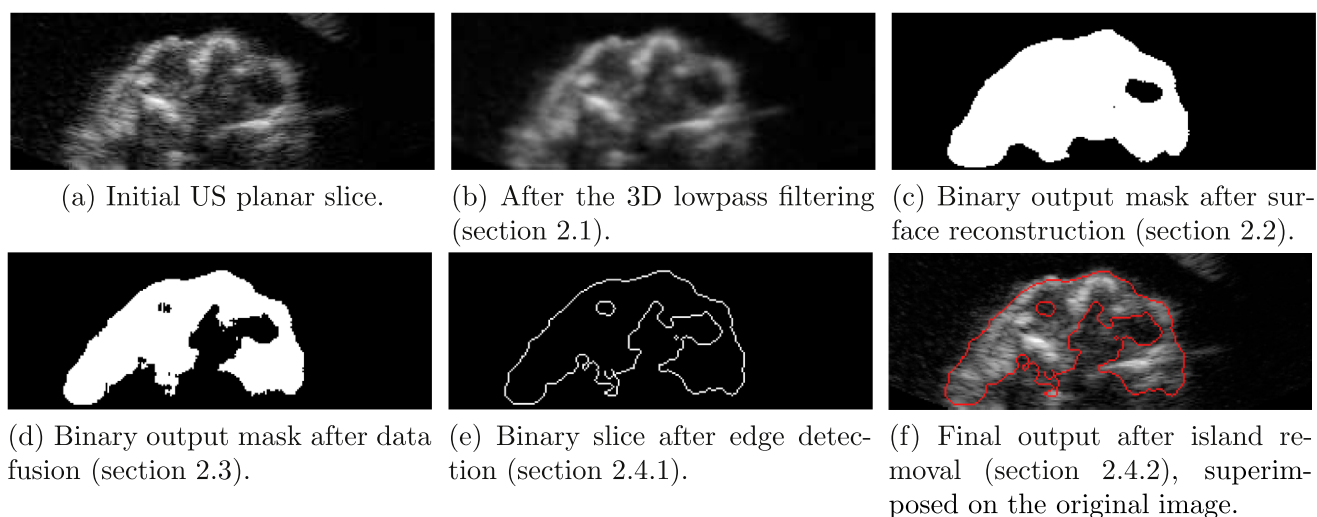 (a) Initial US planar slice.
(b) After the 3D lowpass filtering
(section 2.1).
(c) Binary output mask after sur-
face reconstruction (section 2.2).
(d) Binary output mask after data
fusion (section 2.3).
(e) Binary slice after edge detec-
tion (section 2.4.1).
(f) Final output after island re-
moval (section 2.4.2), superim-
posed on the original image.